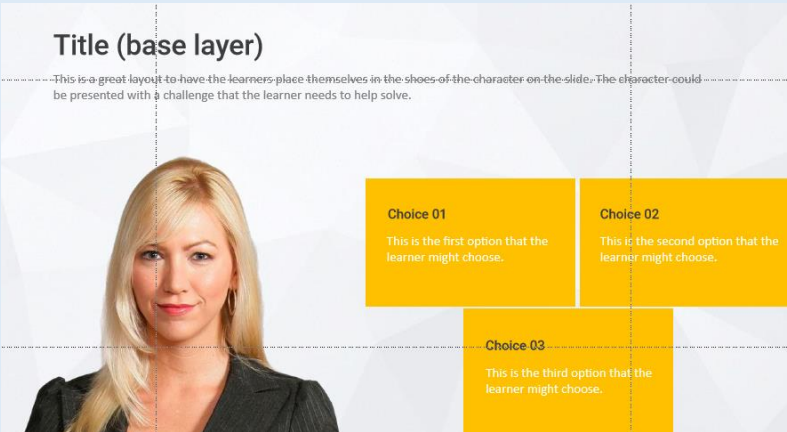 Title (base layer)
This is a great layout to have the learners place themselves in the shoes of the character on the slide. The character could
be presented with a challenge that the learner needs to help solve.
Choice 01
This is the first option that the
learner might choose.
Choice 02
This is the second option that the
learner might choose.
Choice 03
This is the third option that the
learner might choose.